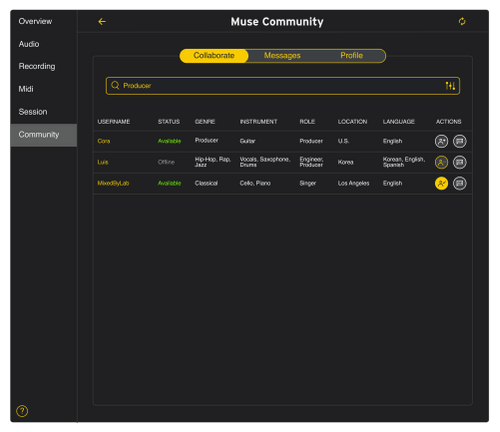 Overview
Audio
Recording
Midi
Session
Community
Muse Community
Collaborate Messages Profile
Producer
USERNAME STATUS GENRE INSTRUMENT ROLE LOCATION LANGUAGE ACTIONS
Cora Available Producer Guitar Producer U.S. English
Luis Offline Hip-Hop, Rap, Jazz Vocals, Saxophone, Drums Engineer, Producer Korea Korean, English, Spanish
MixedByLab Available Classical Cello, Piano Singer Los Angeles English
?